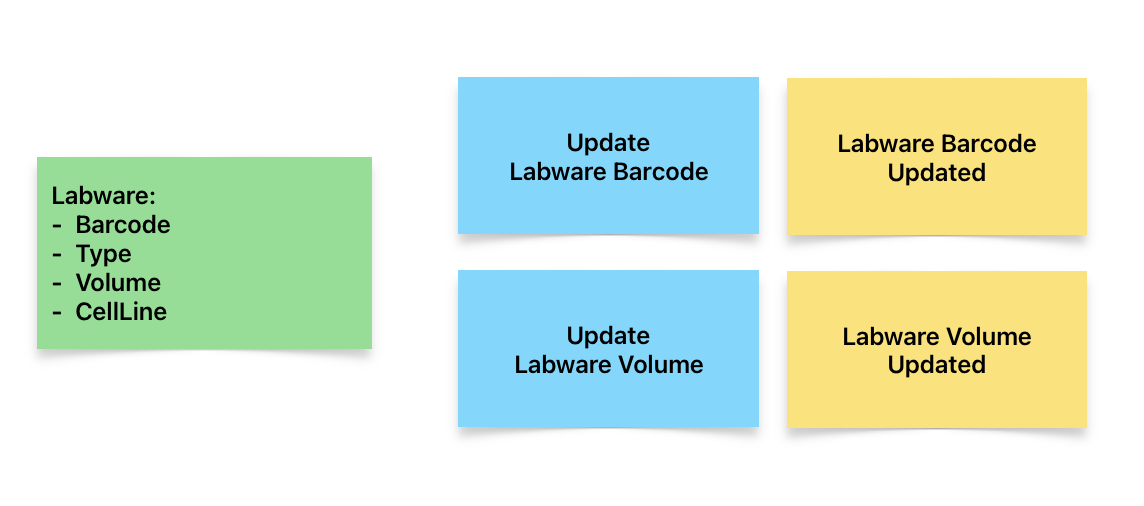 Labware:
- Barcode
- Type
- Volume
- CellLine
Update
Labware Barcode
Labware Barcode
Updated
Update
Labware Volume
Labware Volume
Updated